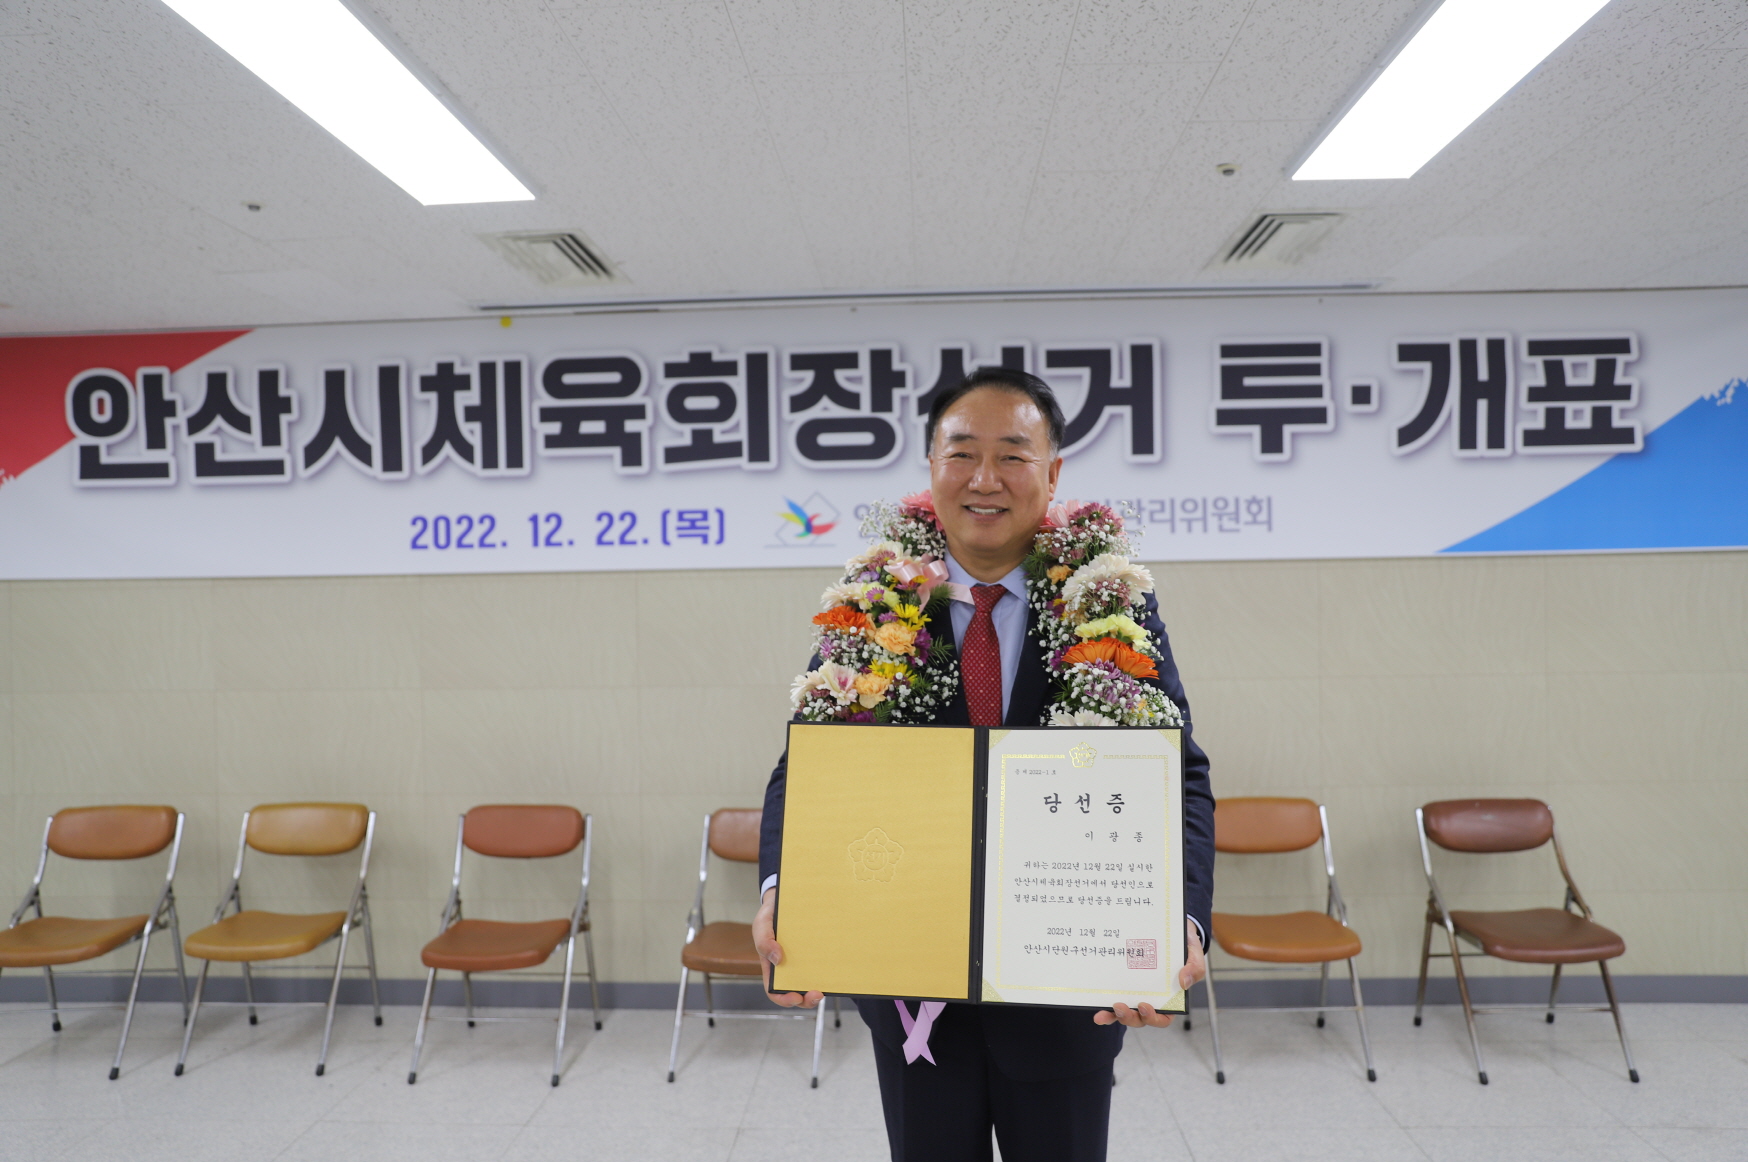 안산시체육회장선거 투·개표
2022. 12. 22.(목)
관리위원회
제 2022-1 호
당 선 증
이 광 종
귀하는 2022년 12월 22일 실시한
안산시체육회장선거에서 당선인으로
결정되었으므로 당선증을 드립니다.
2022년 12월 22일
안산시단원구선거관리위원회